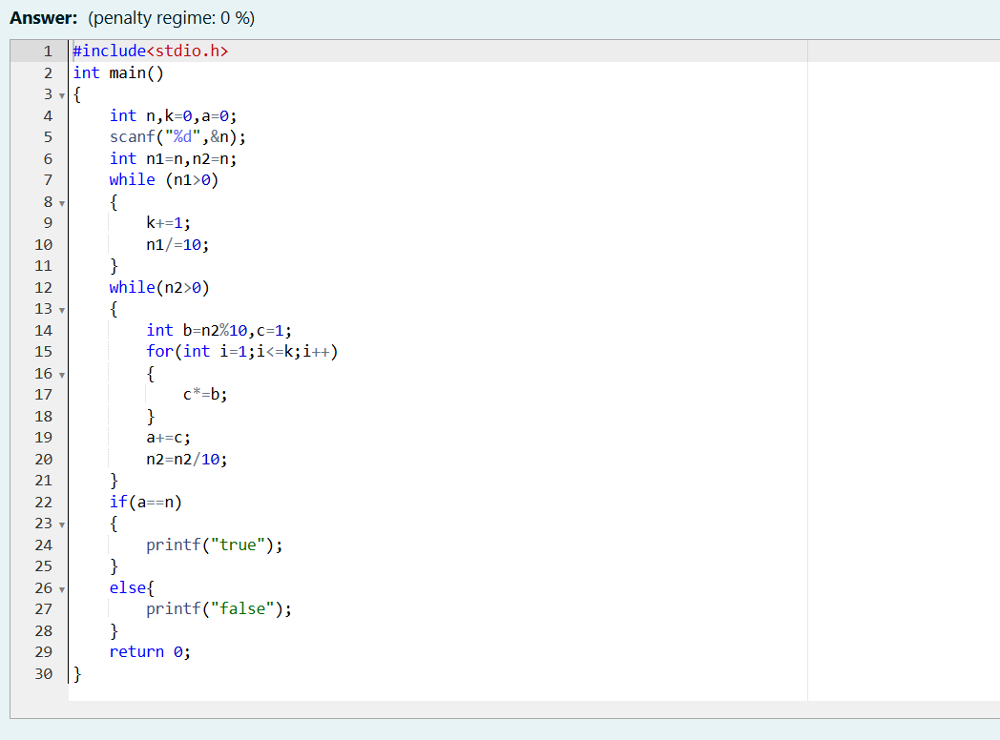 Answer: (penalty regime: 0 %)
1 #include<stdio.h>
2 int main()
3 {
4 int n,k=0,a=0;
5 scanf("%d",&n);
6 int n1=n,n2=n;
7 while (n1>0)
8 {
9 k+=1;
10 n1/=10;
11 }
12 while(n2>0)
13 {
14 int b=n2%10,c=1;
15 for(int i=1;i<=k;i++)
16 {
17 c*=b;
18 }
19 a+=c;
20 n2=n2/10;
21 }
22 if(a==n)
23 {
24 printf("true");
25 }
26 else{
27 printf("false");
28 }
29 return 0;
30 }